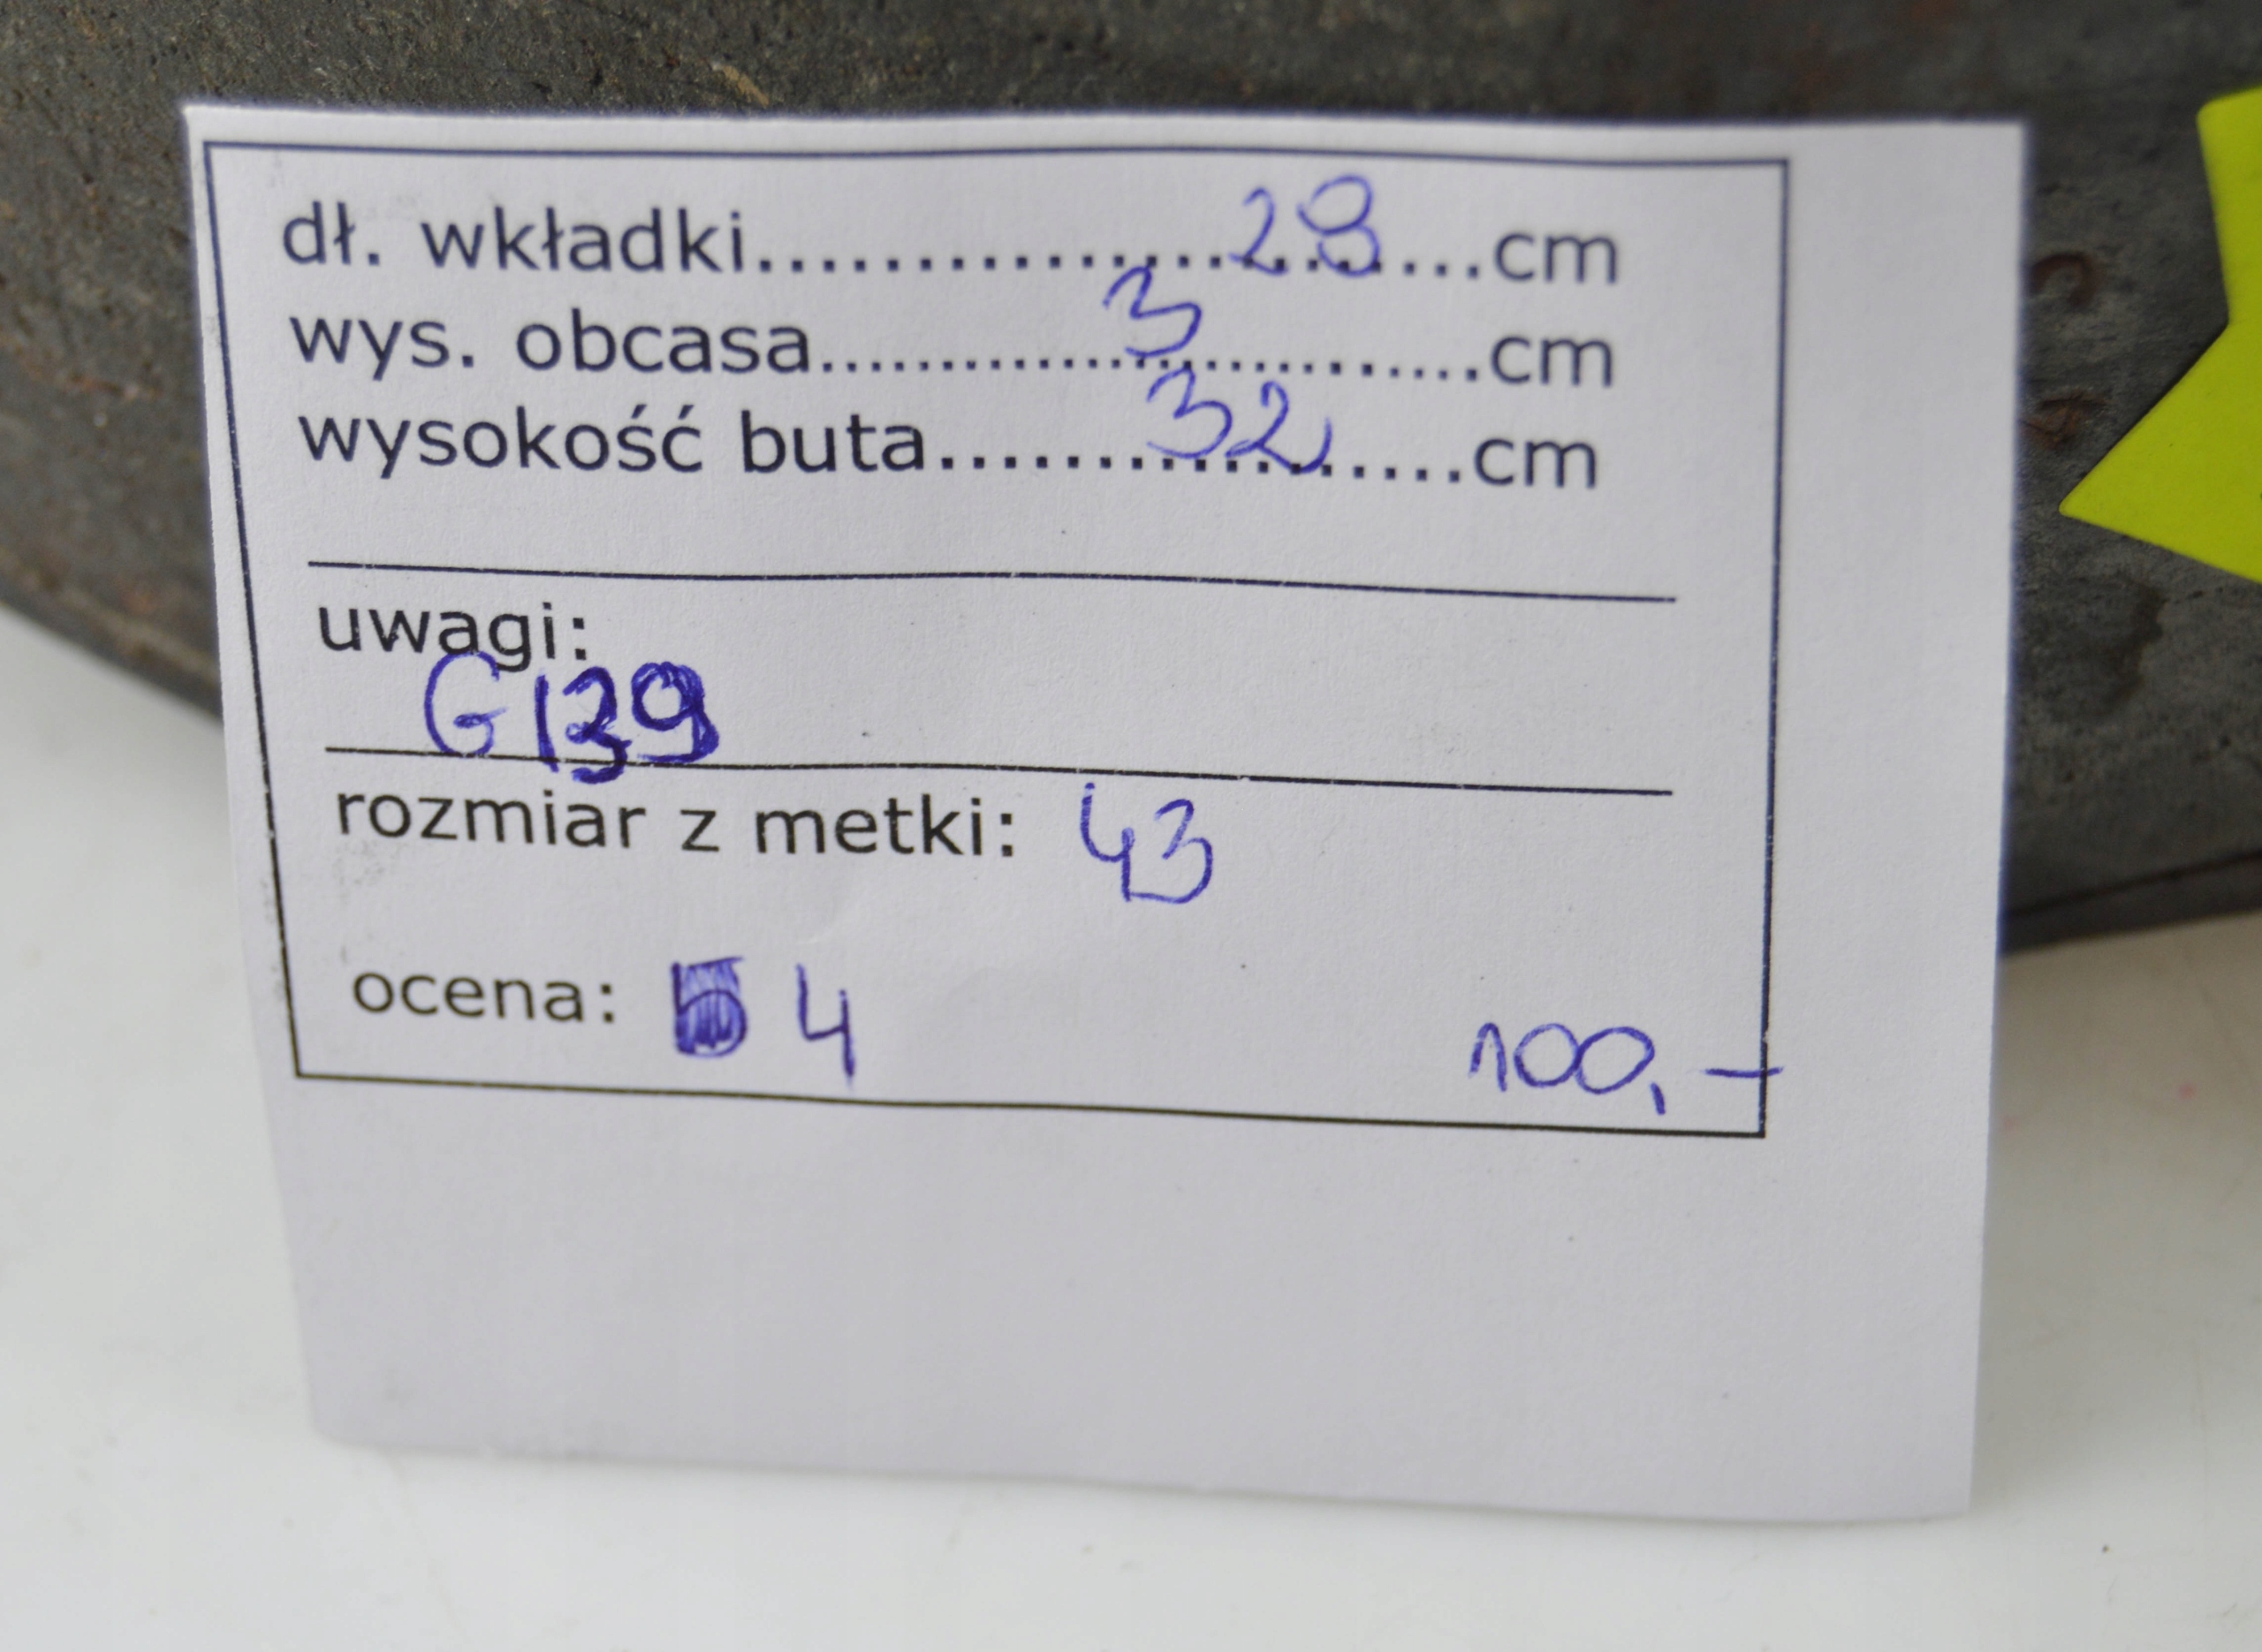 dł. wkładki........................28...cm
wys. obcasa...........3...............cm
wysokość buta.......32..........cm
uwagi:
G139
rozmiar z metki: 43
ocena: 4
100,-